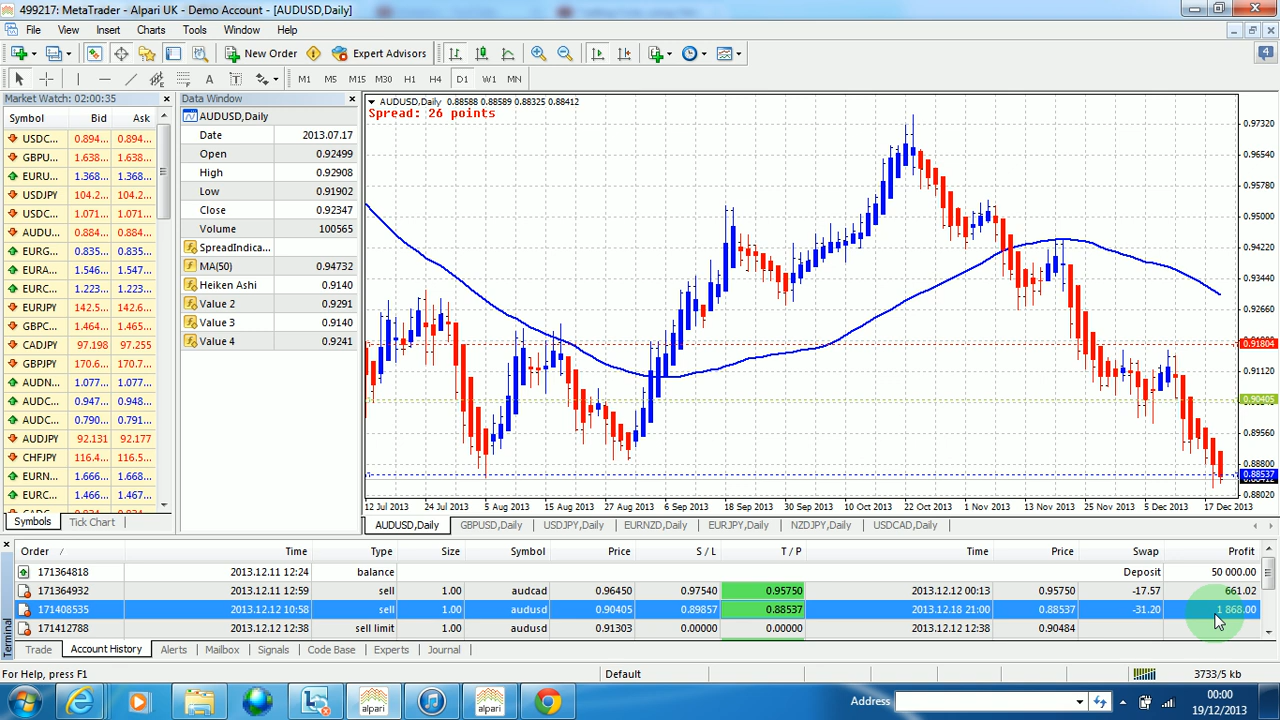 499217: MetaTrader - Alpari UK - Demo Account - [AUDUSD,Daily]
File View Insert Charts Tools Window Help
New Order Expert Advisors 4
A T M1 M5 M15 M30 H1 H4 D1 W1 MN
Market Watch: 02:00:35
Symbol Bid Ask
USDC... 0.894... 0.894...
GBPU... 1.638... 1.638...
EURU... 1.368... 1.368...
USDJPY 104.2... 104.2...
USDC... 1.071... 1.071...
AUDU... 0.884... 0.884...
EURG... 0.835... 0.835...
EURA... 1.546... 1.547...
EURC... 1.223... 1.223...
EURJPY 142.5... 142.6...
GBPC... 1.464... 1.465...
CADJPY 97.198 97.255
GBPJPY 170.6... 170.7...
AUDN... 1.077... 1.077...
AUDC... 0.947... 0.948...
AUDC... 0.790... 0.791...
AUDJPY 92.131 92.177
CHFJPY 116.4... 116.5...
EURN... 1.666... 1.668...
EURC... 1.466... 1.467...
Symbols Tick Chart
Data Window
AUDUSD,Daily
Date 2013.07.17
Open 0.92499
High 0.92908
Low 0.91902
Close 0.92347
Volume 100565
SpreadIndica...
MA(50) 0.94732
Heiken Ashi 0.9140
Value 2 0.9291
Value 3 0.9140
Value 4 0.9241
AUDUSD,Daily 0.88588 0.88589 0.88325 0.88412
Spread: 26 points
0.97320
0.96540
0.95780
0.95000
0.94220
0.93440
0.92660
0.91804
0.91120
0.90405
0.89560
0.88800
0.88537
0.88020
12 Jul 2013 24 Jul 2013 5 Aug 2013 15 Aug 2013 27 Aug 2013 6 Sep 2013 18 Sep 2013 30 Sep 2013 10 Oct 2013 22 Oct 2013 1 Nov 2013 13 Nov 2013 25 Nov 2013 5 Dec 2013 17 Dec 2013
AUDUSD,Daily GBPUSD,Daily USDJPY,Daily EURNZD,Daily EURJPY,Daily NZDJPY,Daily USDCAD,Daily
Order / Time Type Size Symbol Price S / L T / P Time Price Swap Profit
171364818 2013.12.11 12:24 balance Deposit 50 000.00
171364932 2013.12.11 12:59 sell 1.00 audcad 0.96450 0.97540 0.95750 2013.12.12 00:13 0.95750 -17.57 661.02
171408535 2013.12.12 10:58 sell 1.00 audusd 0.90405 0.89857 0.88537 2013.12.18 21:00 0.88537 -31.20 1 868.00
171412788 2013.12.12 12:38 sell limit 1.00 audusd 0.91303 0.00000 0.00000 2013.12.12 12:38 0.90484
Terminal
Trade Account History Alerts Mailbox Signals Code Base Experts Journal
For Help, press F1 Default 3733/5 kb
alpari alpari Address 00:00
19/12/2013